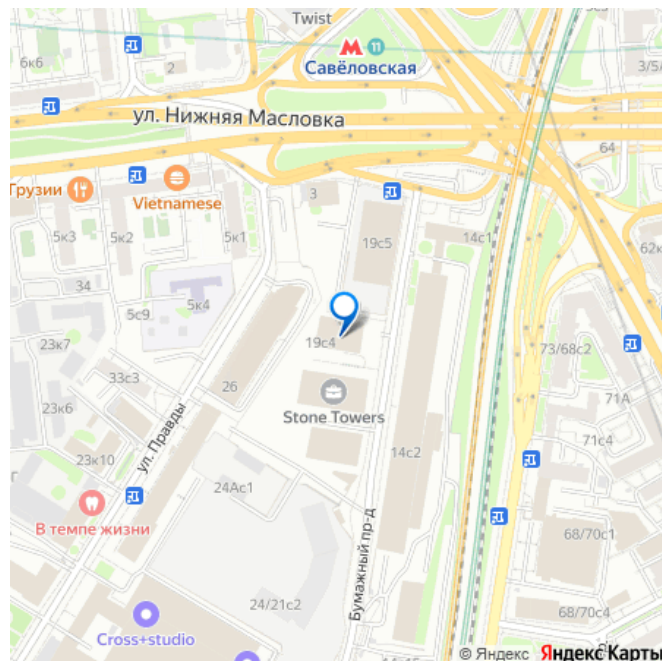 Twist
6к6
2
11
Савёловская
3/5/
ул. Нижняя Масловка
64
Грузии
Vietnamese
3
5к3
5к2
5к1
19с5
14с1
62к
34
5к4
5с9
23к7
19с4
73/68с2
33с3
26
71А
23к6
Stone Towers
ул. Правды
71с4
23к10
14с2
24Ас1
В темпе жизни
68/70с1
Бумажный пр-д
24/21с2
68/70с4
Cross+studio
© Яндекс Яндекс Карты